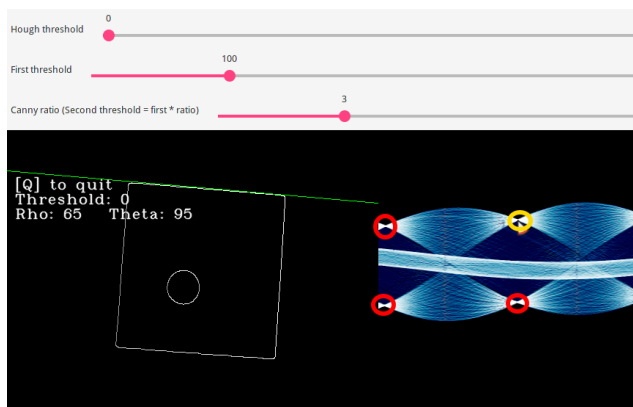 0
Hough threshold
100
First threshold
3
Canny ratio (Second threshold = first * ratio)
[Q] to quit
Threshold: 0
Rho: 65 Theta: 95